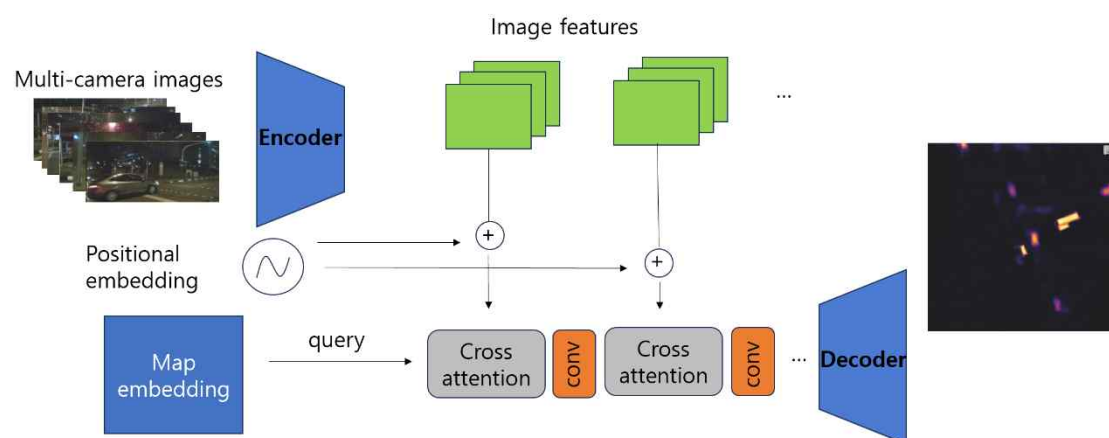 Image features
Multi-camera images
Encoder
...
+
+
Positional
embedding
Map
embedding
query
Cross
attention
conv
Cross
attention
conv
...
Decoder